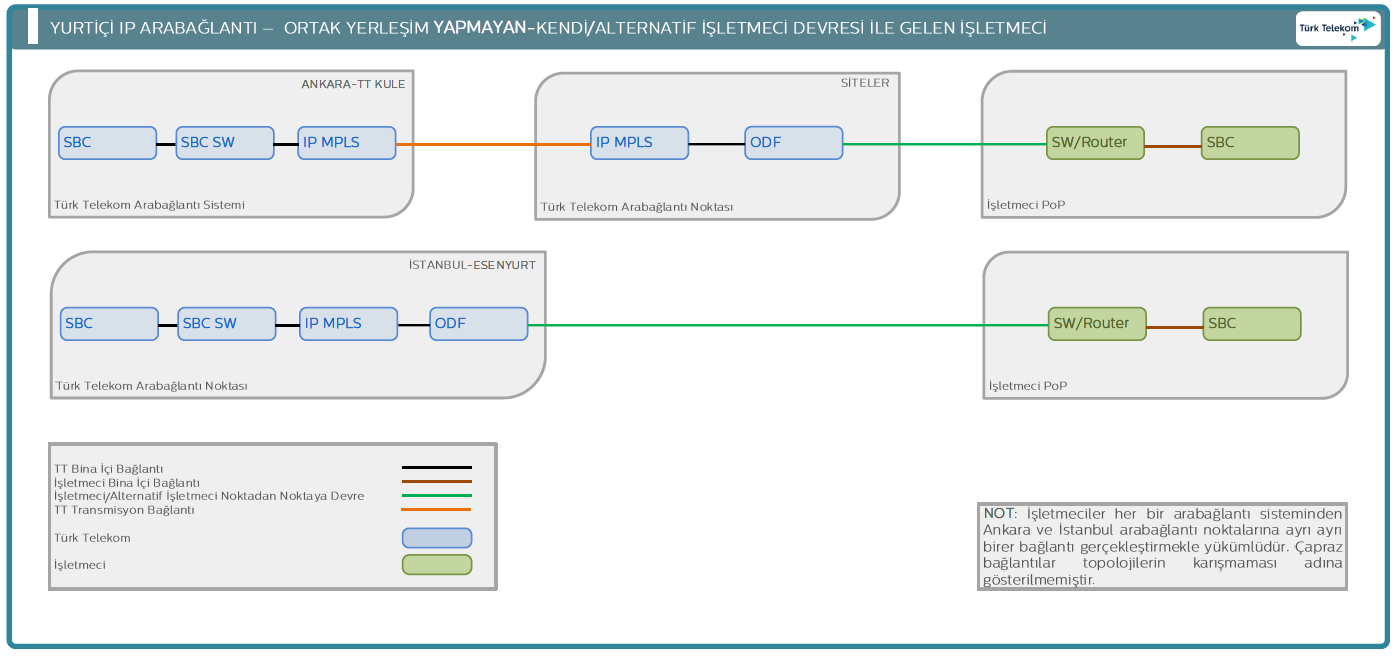 YURTİÇİ IP ARABAĞLANTI – ORTAK YERLEŞİM YAPMAYAN-KENDİ/ALTERNATİF İŞLETMECİ DEVRESİ İLE GELEN İŞLETMECİ
Türk Telekom
ANKARA-TT KULE
SBC
SBC SW
IP MPLS
Türk Telekom Arabağlantı Sistemi
SİTELER
IP MPLS
ODF
Türk Telekom Arabağlantı Noktası
SW/Router
SBC
İşletmeci PoP
İSTANBUL-ESENYURT
SBC
SBC SW
IP MPLS
ODF
Türk Telekom Arabağlantı Noktası
SW/Router
SBC
İşletmeci PoP
TT Bina İçi Bağlantı
İşletmeci Bina İçi Bağlantı
İşletmeci/Alternatif İşletmeci Noktadan Noktaya Devre
TT Transmisyon Bağlantı
Türk Telekom
İşletmeci
NOT: İşletmeciler her bir arabağlantı sisteminden
Ankara ve İstanbul arabağlantı noktalarına ayrı ayrı
birer bağlantı gerçekleştirmekle yükümlüdür. Çapraz
bağlantılar topolojilerin karışmaması adına
gösterilmemiştir.